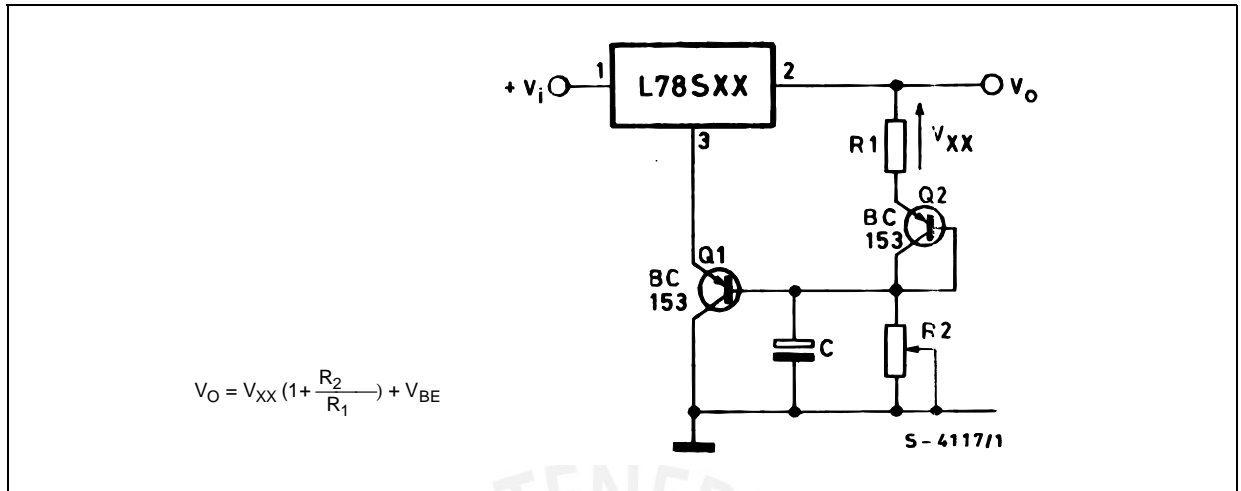 1
L78SXX
2
+ Vi
Vo
3
R1
VXX
Q2
BC
153
Q1
BC
153
C
R2
VO = VXX (1+ R2 / R1) + VBE
S-4117/1
TENEB